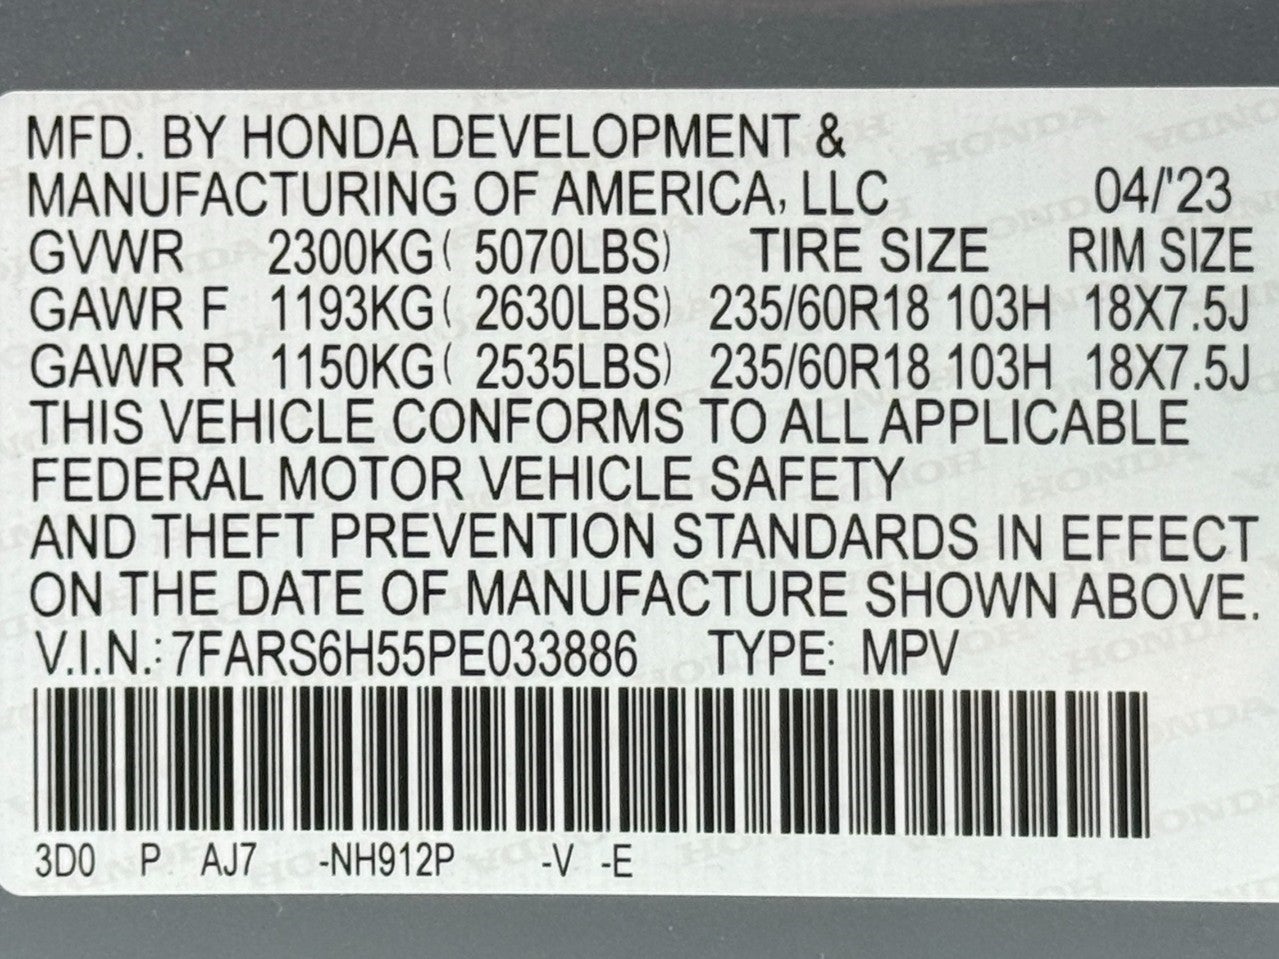 MFD. BY HONDA DEVELOPMENT &
MANUFACTURING OF AMERICA, LLC 04/'23
GVWR 2300KG( 5070LBS) TIRE SIZE RIM SIZE
GAWR F 1193KG( 2630LBS) 235/60R18 103H 18X7.5J
GAWR R 1150KG( 2535LBS) 235/60R18 103H 18X7.5J
THIS VEHICLE CONFORMS TO ALL APPLICABLE
FEDERAL MOTOR VEHICLE SAFETY
AND THEFT PREVENTION STANDARDS IN EFFECT
ON THE DATE OF MANUFACTURE SHOWN ABOVE.
V.I.N.: 7FARS6H55PE033886 TYPE: MPV
3D0 P AJ7 -NH912P -V -E